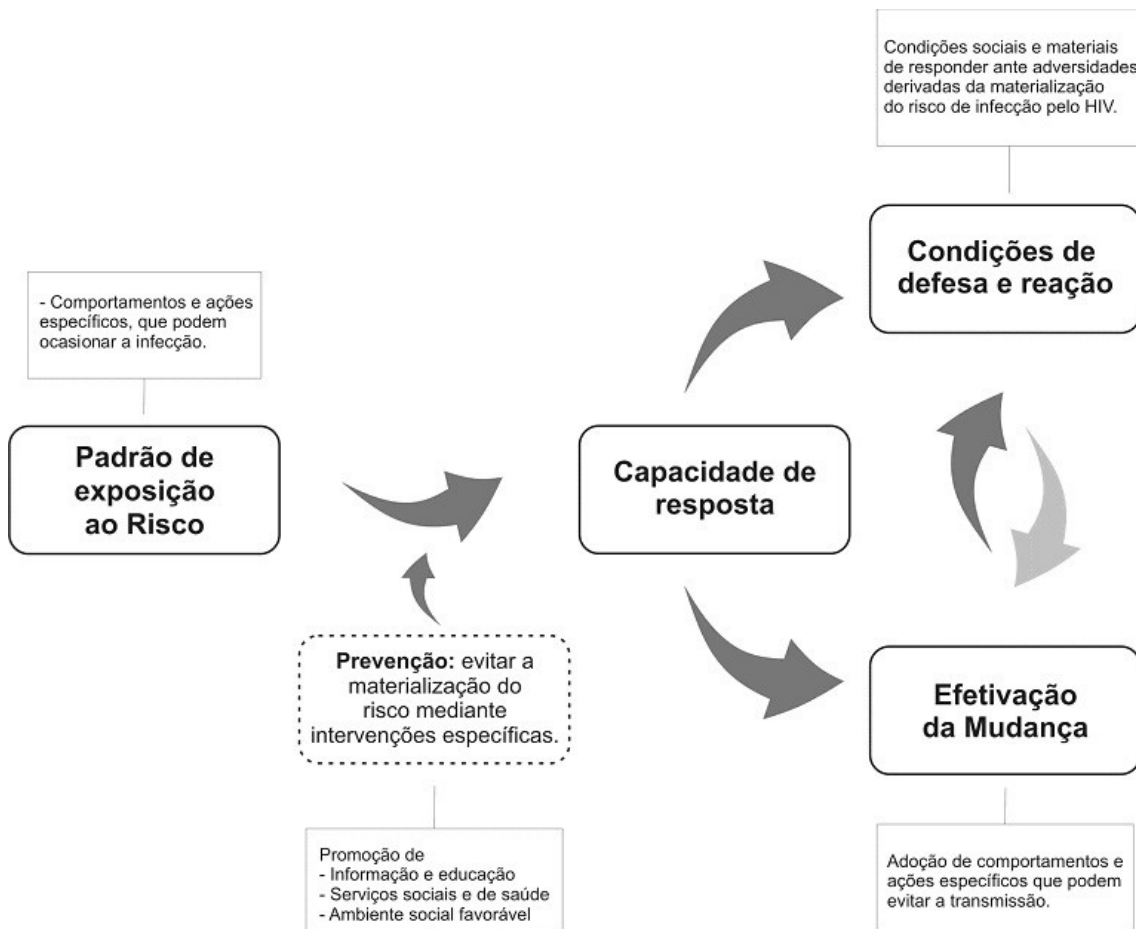 Condições sociais e materiais
de responder ante adversidades
derivadas da materialização
do risco de infecção pelo HIV.
Condições de
defesa e reação
- Comportamentos e ações
específicos, que podem
ocasionar a infecção.
Padrão de
exposição
ao Risco
Capacidade de
resposta
Prevenção: evitar a
materialização do
risco mediante
intervenções específicas.
Efetivação
da Mudança
Promoção de
- Informação e educação
- Serviços sociais e de saúde
- Ambiente social favorável
Adoção de comportamentos e
ações específicos que podem
evitar a transmissão.